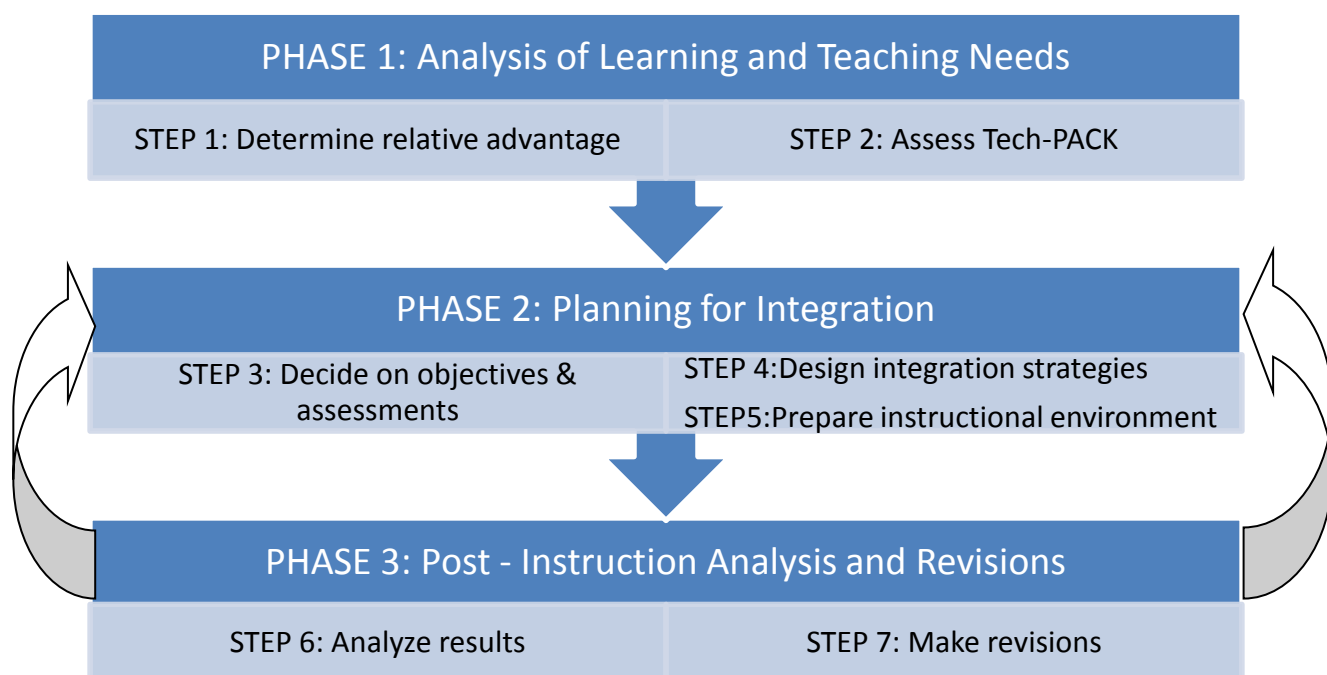 PHASE 1: Analysis of Learning and Teaching Needs
STEP 1: Determine relative advantage
STEP 2: Assess Tech-PACK
PHASE 2: Planning for Integration
STEP 3: Decide on objectives &
assessments
STEP 4:Design integration strategies
STEP5:Prepare instructional environment
PHASE 3: Post - Instruction Analysis and Revisions
STEP 6: Analyze results
STEP 7: Make revisions